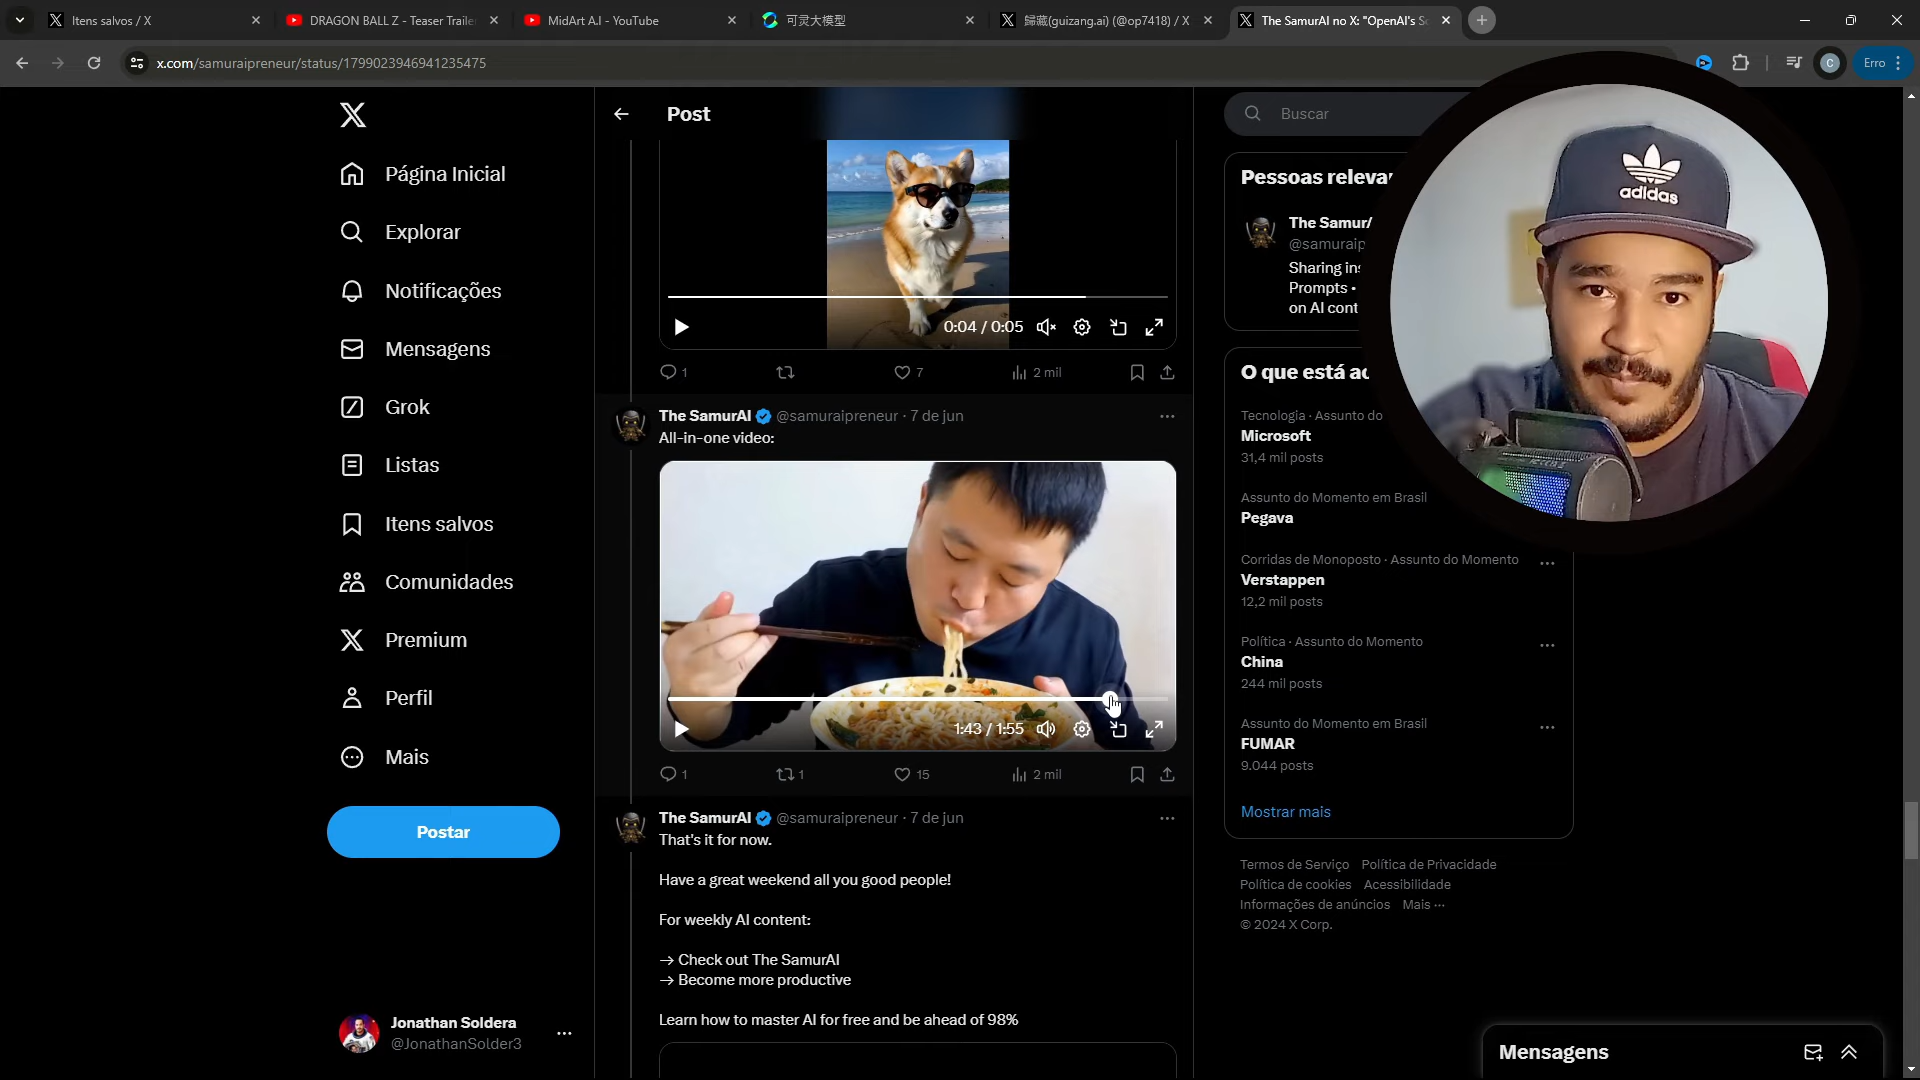 Itens salvos / X
DRAGON BALL Z - Teaser Traile
MidArt A.I - YouTube
可灵大模型
歸藏(guizang.ai) (@op7418) / X
The SamurAI no X: "OpenAI's So
x.com/samuraipreneur/status/1799023946941235475
C
Erro
Página Inicial
Explorar
Notificações
Mensagens
Grok
Listas
Itens salvos
Comunidades
Premium
Perfil
Mais
Postar
Jonathan Soldera
@JonathanSolder3
Post
0:04 / 0:05
1
7
2 mil
The SamurAI @samuraipreneur · 7 de jun
All-in-one video:
1:43 / 1:55
1
1
15
2 mil
The SamurAI @samuraipreneur · 7 de jun
That's it for now.
Have a great weekend all you good people!
For weekly AI content:
→ Check out The SamurAI
→ Become more productive
Learn how to master AI for free and be ahead of 98%
Buscar
Pessoas relevan
The SamurA
@samuraip
Sharing ins
Prompts •
on AI cont
O que está ac
Tecnologia · Assunto do
Microsoft
31,4 mil posts
Assunto do Momento em Brasil
Pegava
Corridas de Monoposto · Assunto do Momento
Verstappen
12,2 mil posts
Política · Assunto do Momento
China
244 mil posts
Assunto do Momento em Brasil
FUMAR
9.044 posts
Mostrar mais
Termos de Serviço Política de Privacidade
Política de cookies Acessibilidade
Informações de anúncios Mais ···
© 2024 X Corp.
Mensagens
adidas